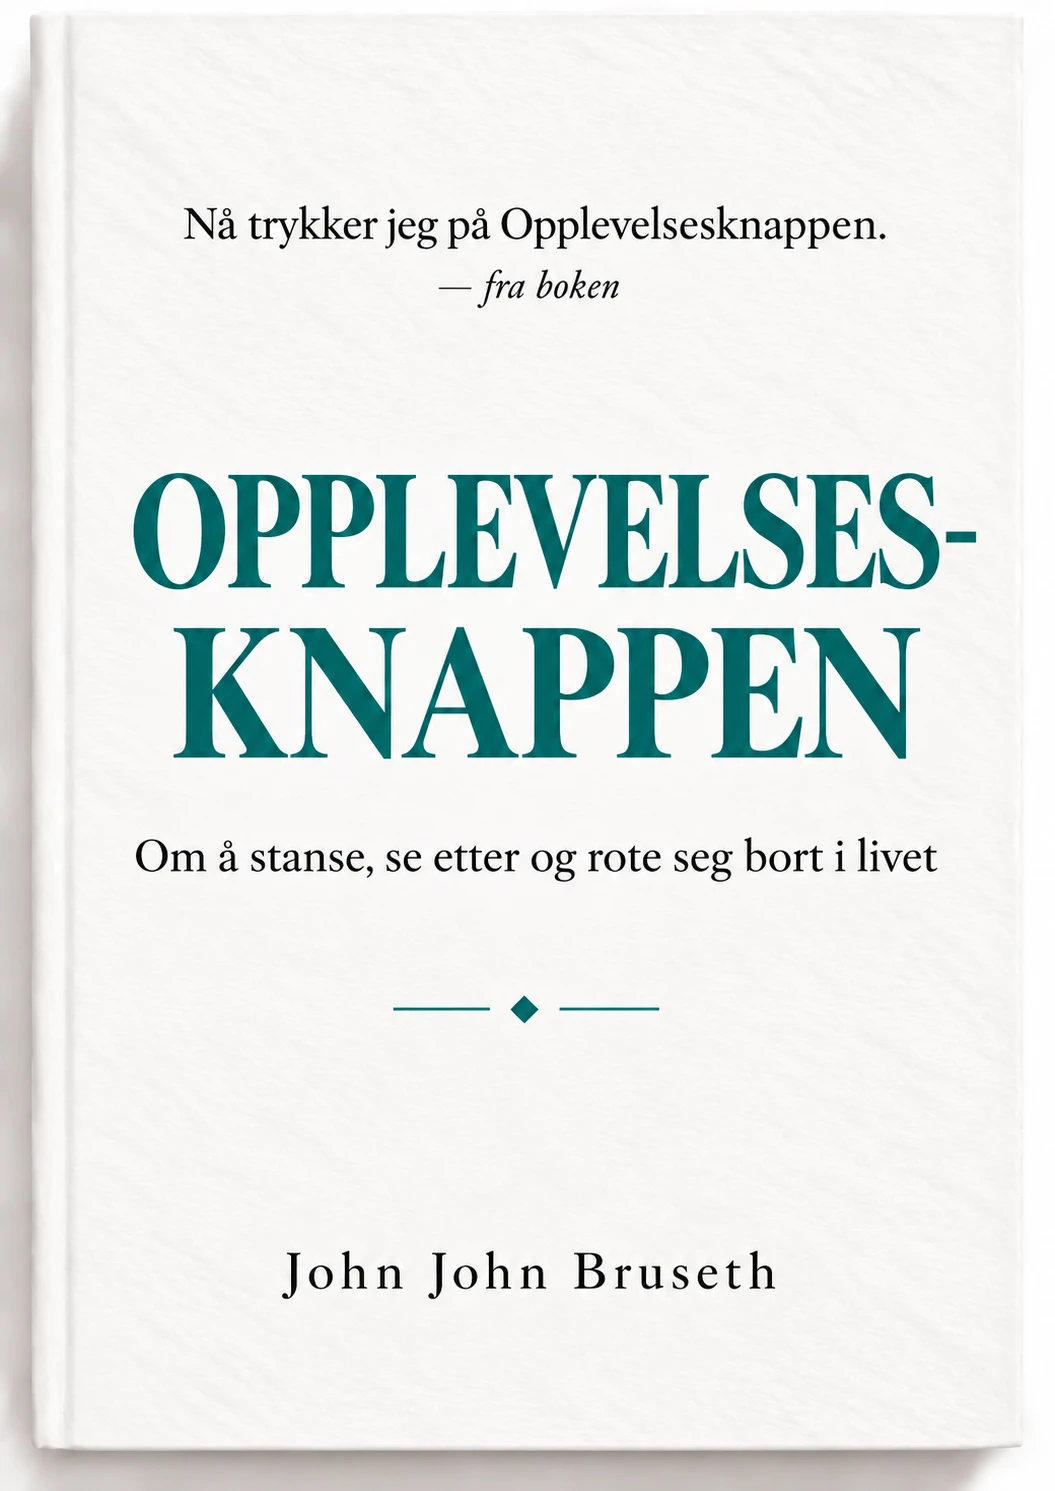 Nå trykker jeg på Opplevelsesknappen.
— fra boken
OPPLEVELSES-
KNAPPEN
Om å stanse, se etter og rote seg bort i livet
John John Bruseth